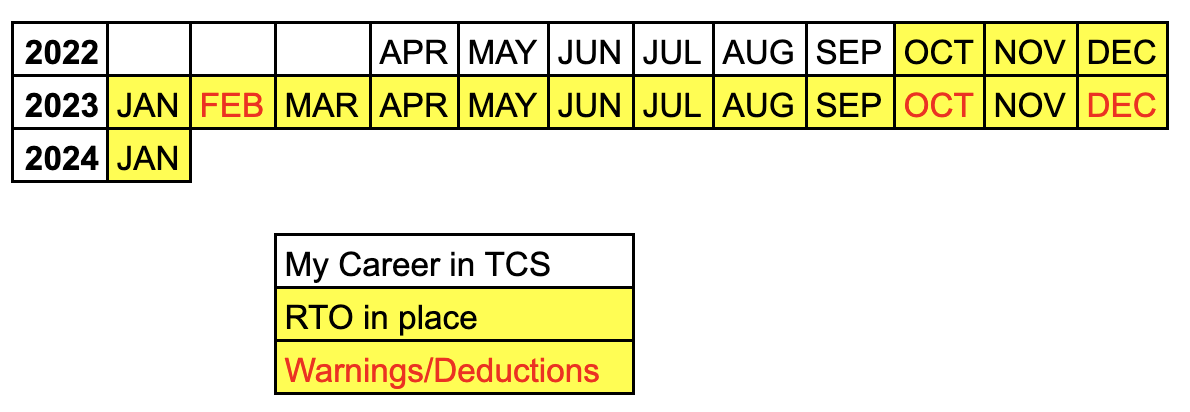 2022 APR MAY JUN JUL AUG SEP OCT NOV DEC
2023 JAN FEB MAR APR MAY JUN JUL AUG SEP OCT NOV DEC
2024 JAN
My Career in TCS
RTO in place
Warnings/Deductions